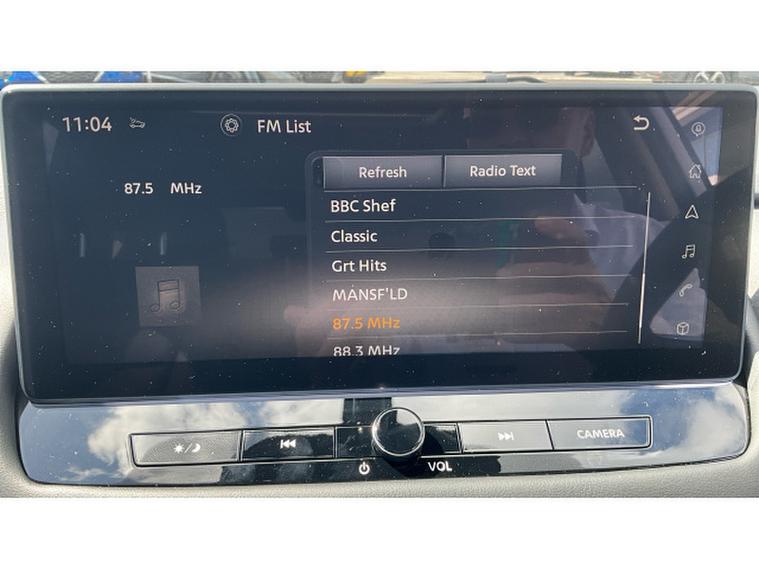 11:04
FM List
87.5 MHz
Refresh
Radio Text
BBC Shef
Classic
Grt Hits
MANSF'LD
87.5 MHz
88.3 MHz
CAMERA
VOL